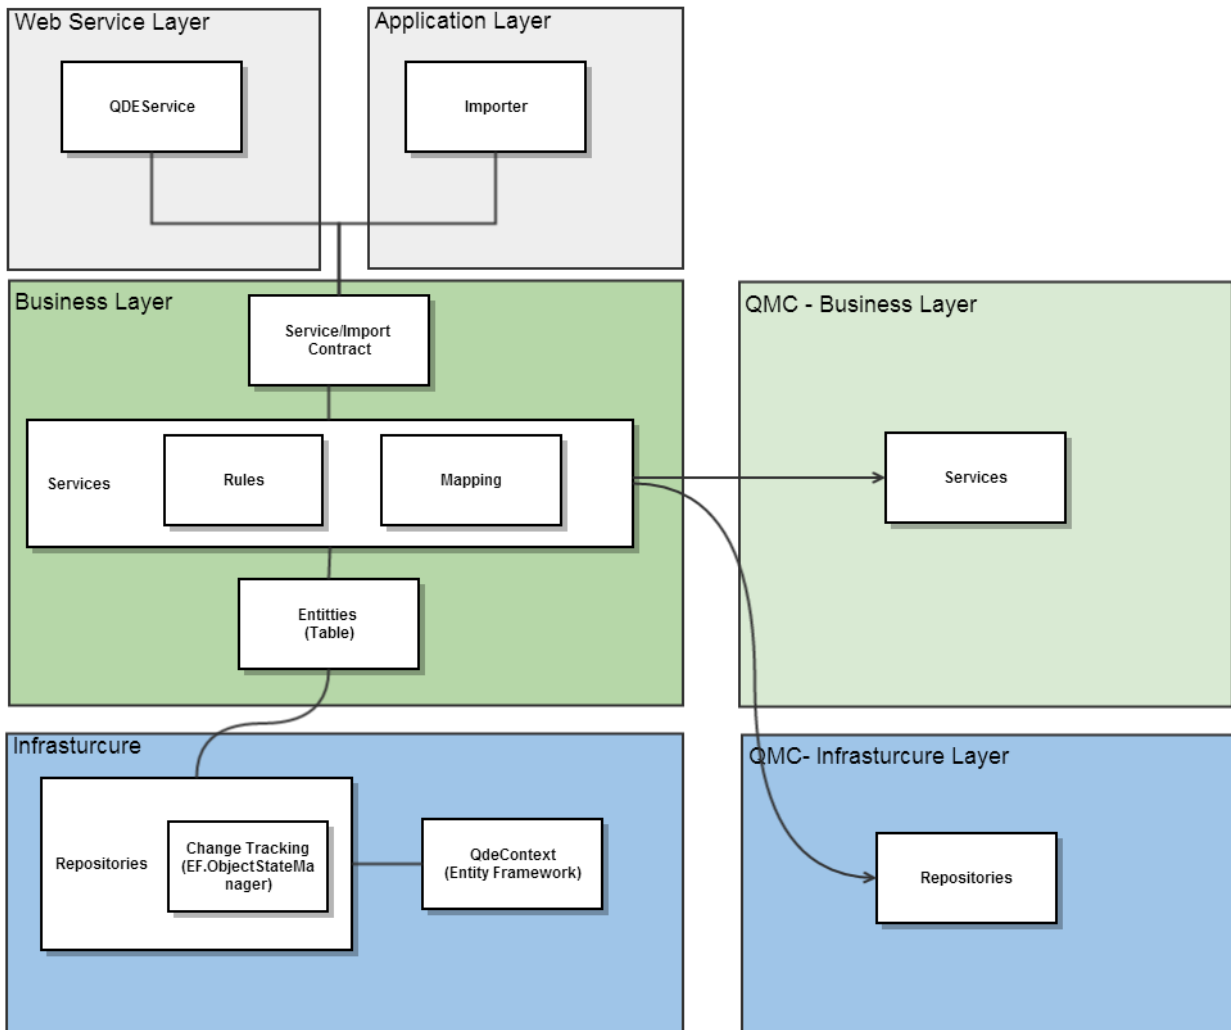 Web Service Layer
Application Layer
QDEService
Importer
Business Layer
QMC - Business Layer
Service/Import
Contract
Services
Rules
Mapping
Services
Entitties
(Table)
Infrasturcure
QMC- Infrasturcure Layer
Repositories
Change Tracking
(EF.ObjectStateMa
nager)
QdeContext
(Entity Framework)
Repositories